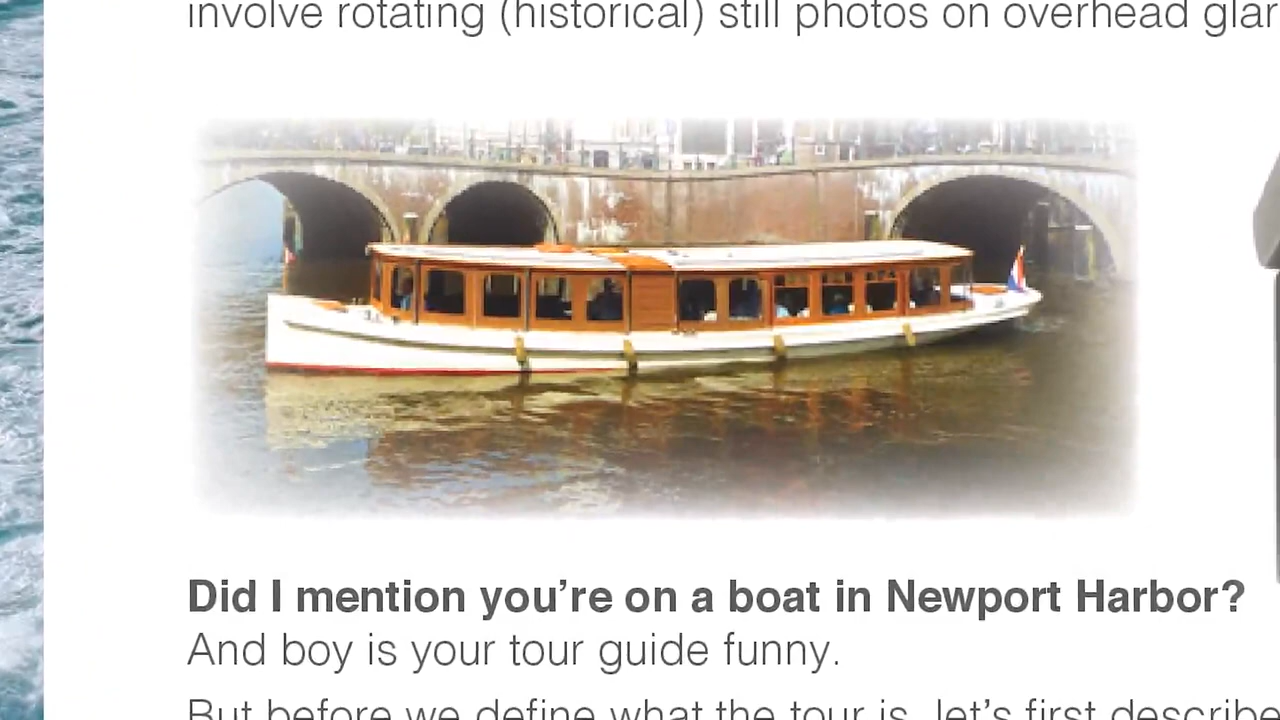 involve rotating (historical) still photos on overhead
Did I mention you're on a boat in Newport Harbor?
And boy is your tour guide funny.
But before we define what the tour is, let's first describe